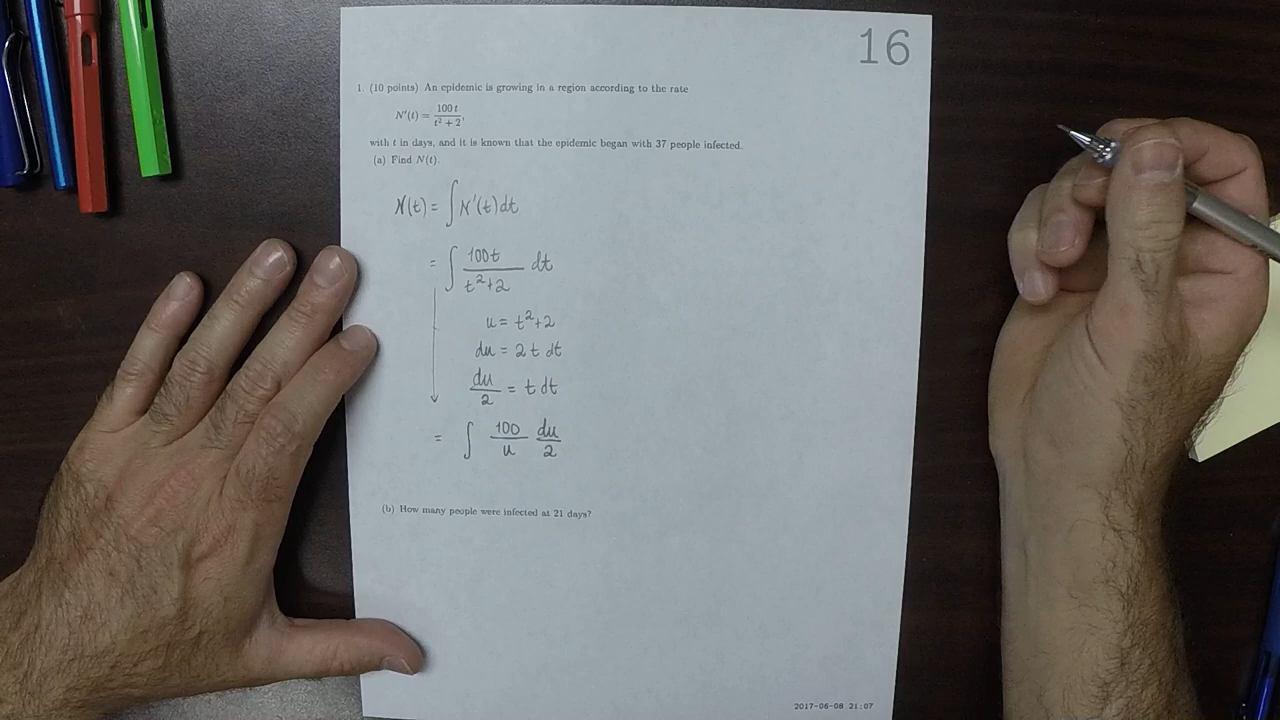 16
1. (10 points) An epidemic is growing in a region according to the rate
N'(t) = 100 t / t² + 2,
with t in days, and it is known that the epidemic began with 37 people infected.
(a) Find N(t).
N(t) = ∫ N'(t) dt
= ∫ 100t / t²+2 dt
u = t²+2
du = 2 t dt
du/2 = t dt
= ∫ 100/u du/2
(b) How many people were infected at 21 days?
2017-06-08 21:07